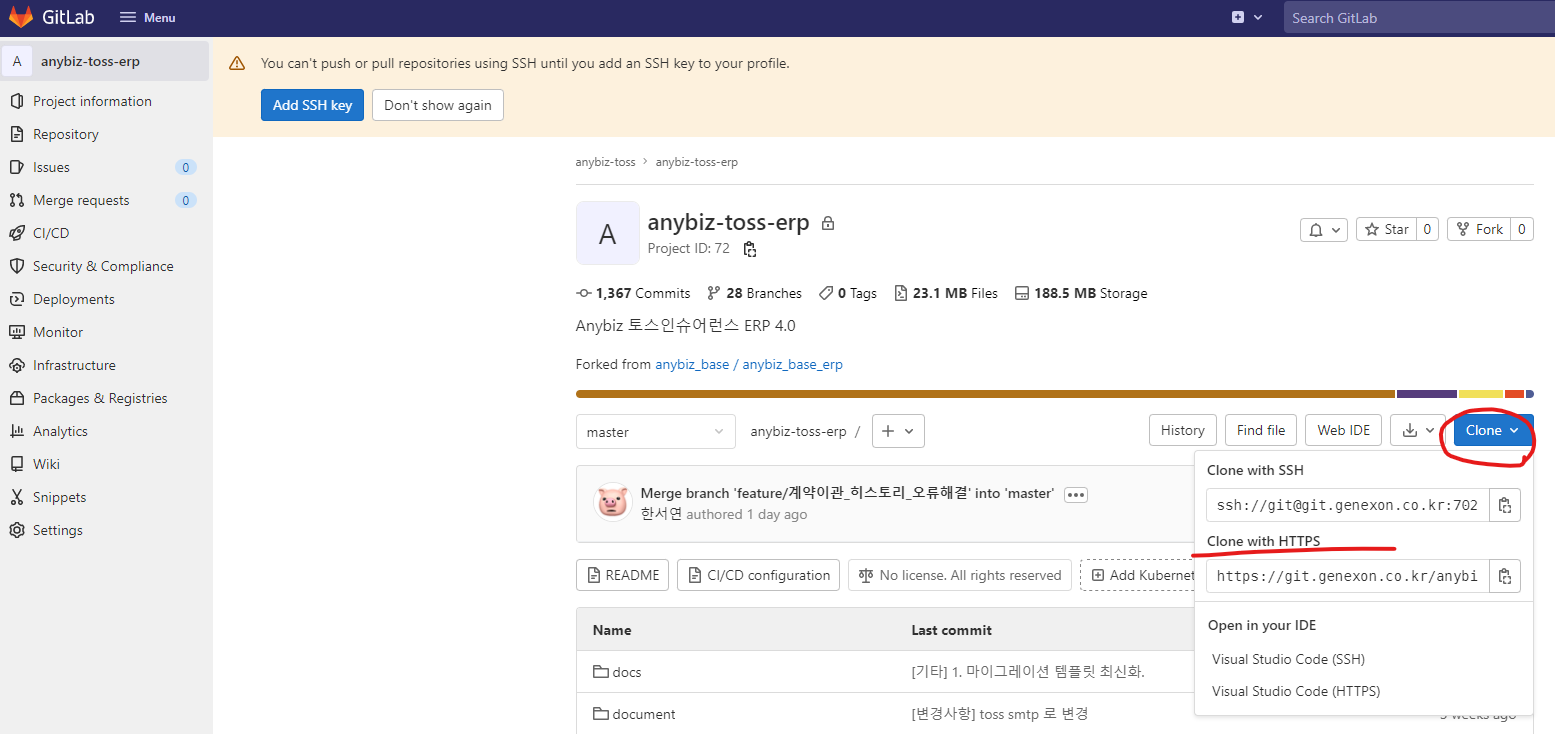 GitLab
Menu
Search GitLab
A
anybiz-toss-erp
Project information
Repository
Issues 0
Merge requests 0
CI/CD
Security & Compliance
Deployments
Monitor
Infrastructure
Packages & Registries
Analytics
Wiki
Snippets
Settings
You can't push or pull repositories using SSH until you add an SSH key to your profile.
Add SSH key Don't show again
anybiz-toss > anybiz-toss-erp
A
anybiz-toss-erp
Project ID: 72
Star 0 Fork 0
1,367 Commits 28 Branches 0 Tags 23.1 MB Files 188.5 MB Storage
Anybiz 토스인슈어런스 ERP 4.0
Forked from anybiz_base / anybiz_base_erp
master anybiz-toss-erp / + History Find file Web IDE Clone
Merge branch 'feature/계약이관_히스토리_오류해결' into 'master' •••
한서연 authored 1 day ago
README CI/CD configuration No license. All rights reserved Add Kubernet
Name Last commit
docs [기타] 1. 마이그레이션 템플릿 최신화.
document [변경사항] toss smtp 로 변경
weeks ago
Clone with SSH
ssh://git@git.genexon.co.kr:702
Clone with HTTPS
https://git.genexon.co.kr/anybi
Open in your IDE
Visual Studio Code (SSH)
Visual Studio Code (HTTPS)